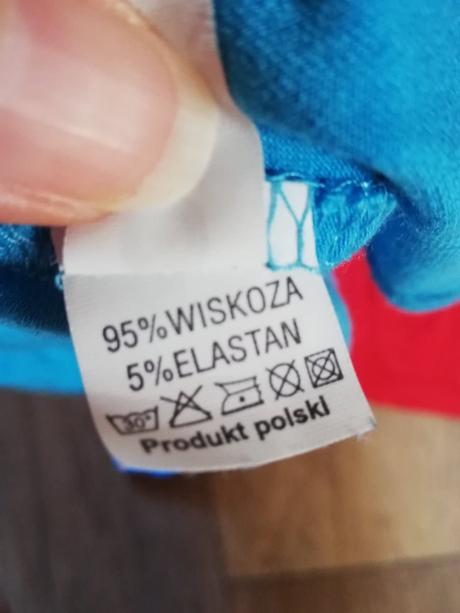 95%WISKOZA
5%ELASTAN
30°
Produkt polski